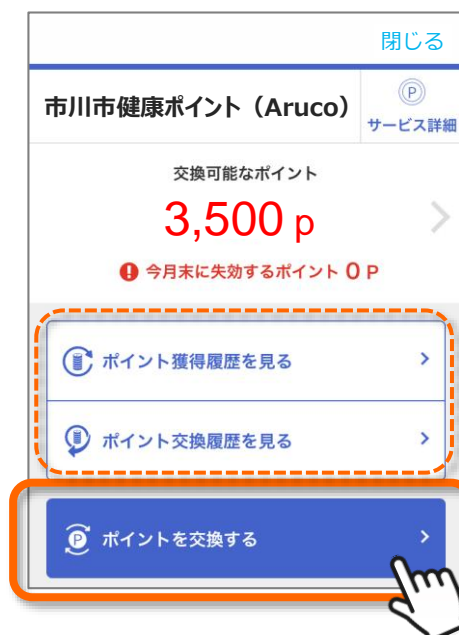 閉じる
市川市健康ポイント（Aruco）
P
サービス詳細
交換可能なポイント
3,500 p
! 今月末に失効するポイント 0 P
ポイント獲得履歴を見る
ポイント交換履歴を見る
P ポイントを交換する